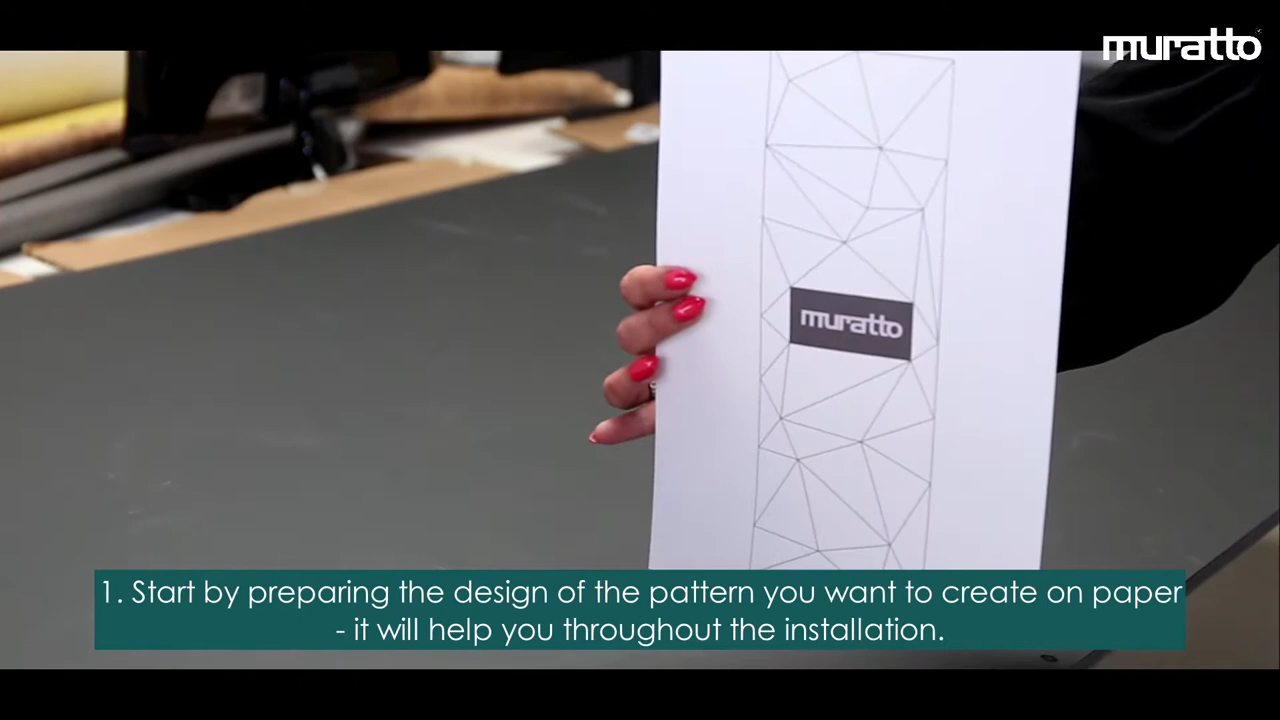 muratto
muratto
1. Start by preparing the design of the pattern you want to create on paper
- it will help you throughout the installation.